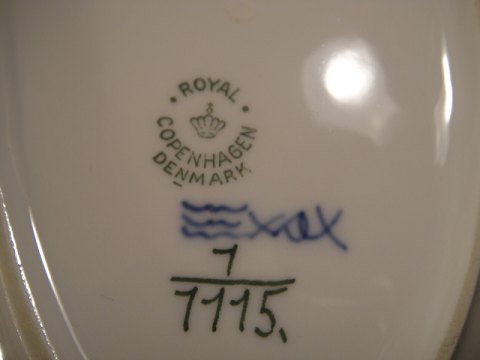 ROYAL
COPENHAGEN
DENMARK
1
1115.